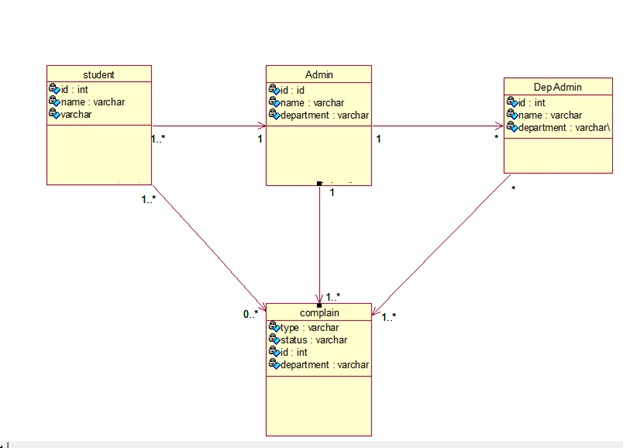 student
id : int
name : varchar
varchar
Admin
id : id
name : varchar
department : varchar
DepAdmin
id : int
name : varchar
department : varchar\
1..*
1
1
*
1..*
1
*
0..*
1..*
1..*
complain
type : varchar
status : varchar
id : int
department : varchar